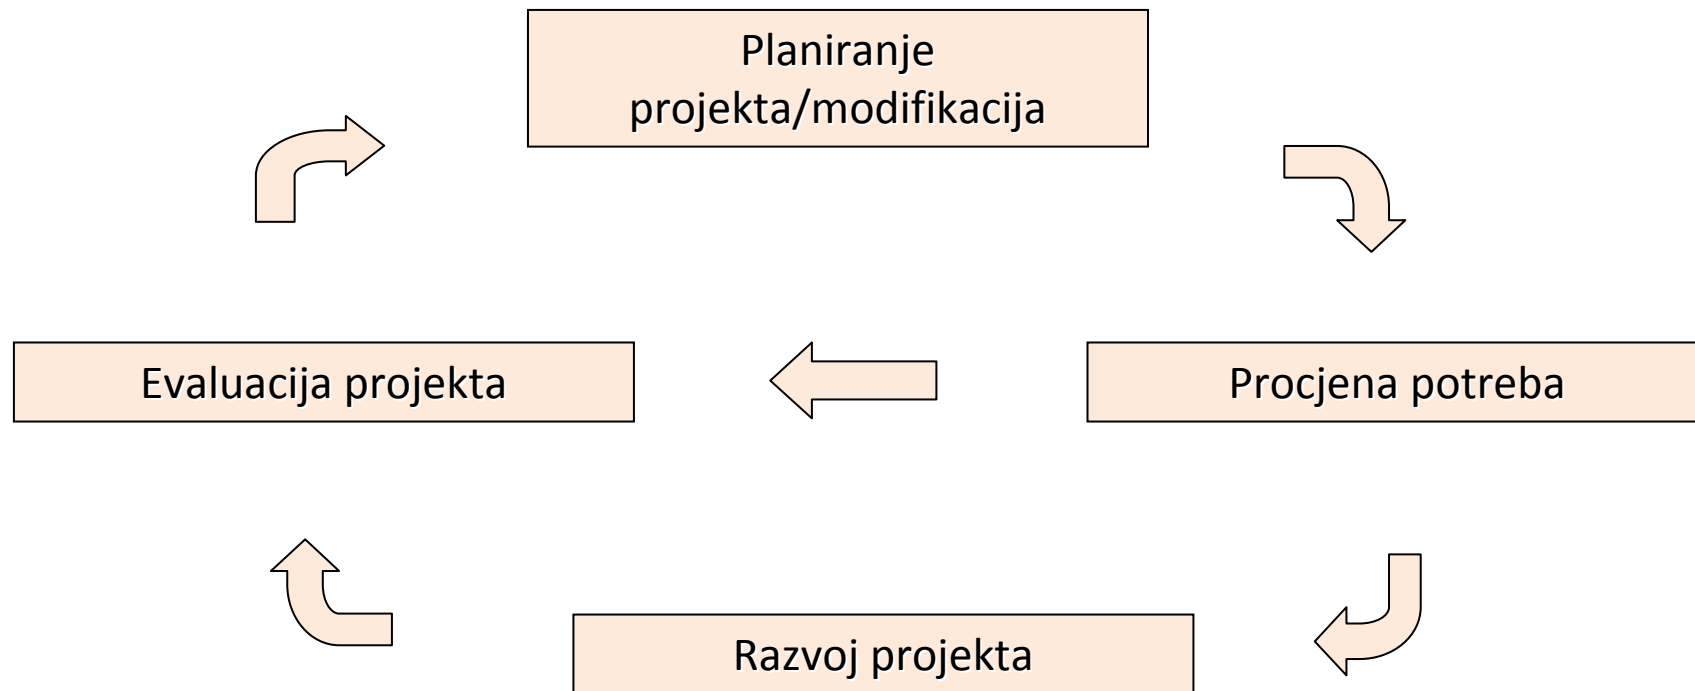 Planiranje
projekta/modifikacija
Evaluacija projekta
Procjena potreba
Razvoj projekta